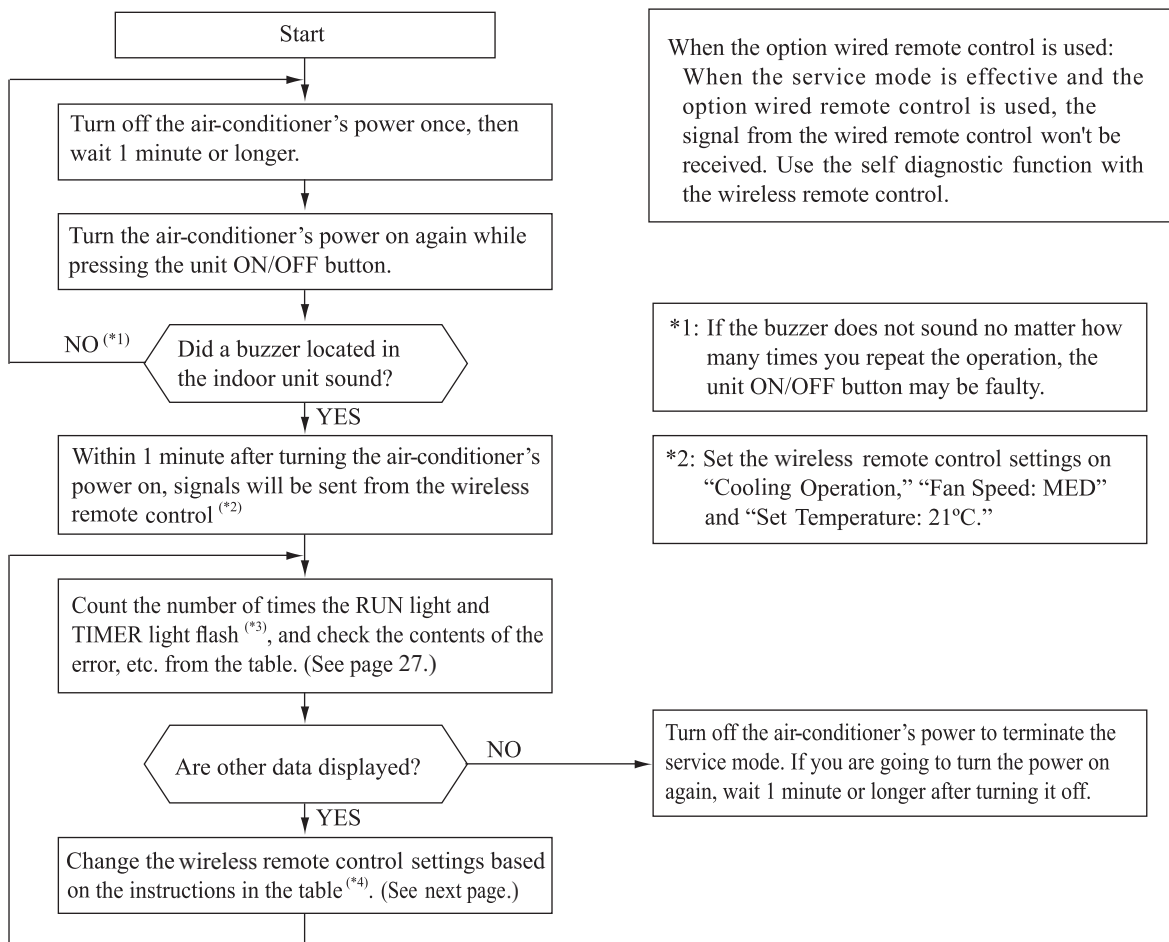 Start
Turn off the air-conditioner’s power once, then
wait 1 minute or longer.
Turn the air-conditioner’s power on again while
pressing the unit ON/OFF button.
NO (*1)
Did a buzzer located in
the indoor unit sound?
YES
Within 1 minute after turning the air-conditioner’s
power on, signals will be sent from the wireless
remote control (*2)
Count the number of times the RUN light and
TIMER light flash (*3), and check the contents of the
error, etc. from the table. (See page 27.)
Are other data displayed?
NO
YES
Change the wireless remote control settings based
on the instructions in the table (*4). (See next page.)
When the option wired remote control is used:
When the service mode is effective and the
option wired remote control is used, the
signal from the wired remote control won't be
received. Use the self diagnostic function with
the wireless remote control.
*1: If the buzzer does not sound no matter how
many times you repeat the operation, the
unit ON/OFF button may be faulty.
*2: Set the wireless remote control settings on
“Cooling Operation,” “Fan Speed: MED”
and “Set Temperature: 21ºC.”
Turn off the air-conditioner’s power to terminate the
service mode. If you are going to turn the power on
again, wait 1 minute or longer after turning it off.